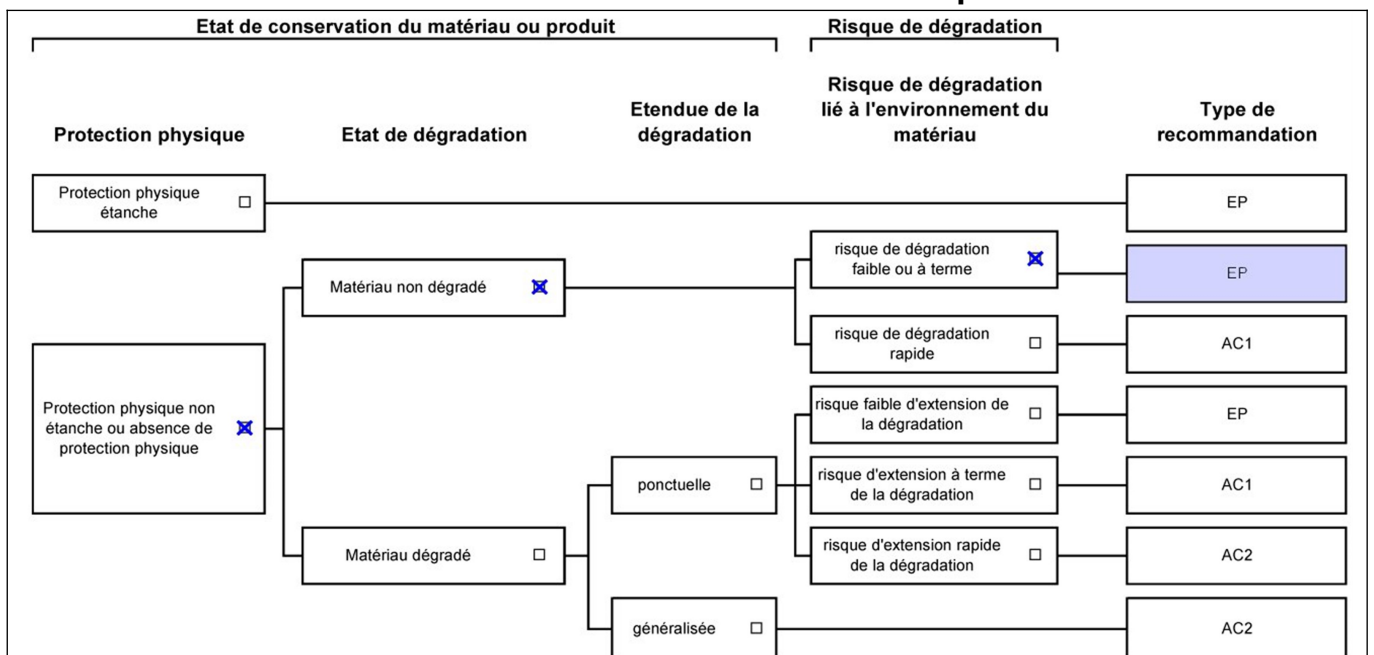 Etat de conservation du matériau ou produit
Risque de dégradation
Protection physique
Etat de dégradation
Etendue de la
dégradation
Risque de dégradation
lié à l'environnement du
matériau
Type de
recommandation
Protection physique
étanche
EP
risque de dégradation
faible ou à terme
EP
Matériau non dégradé
risque de dégradation
rapide
AC1
Protection physique non
étanche ou absence de
protection physique
risque faible d'extension de
la dégradation
EP
ponctuelle
risque d'extension à terme
de la dégradation
AC1
Matériau dégradé
risque d'extension rapide
de la dégradation
AC2
généralisée
AC2